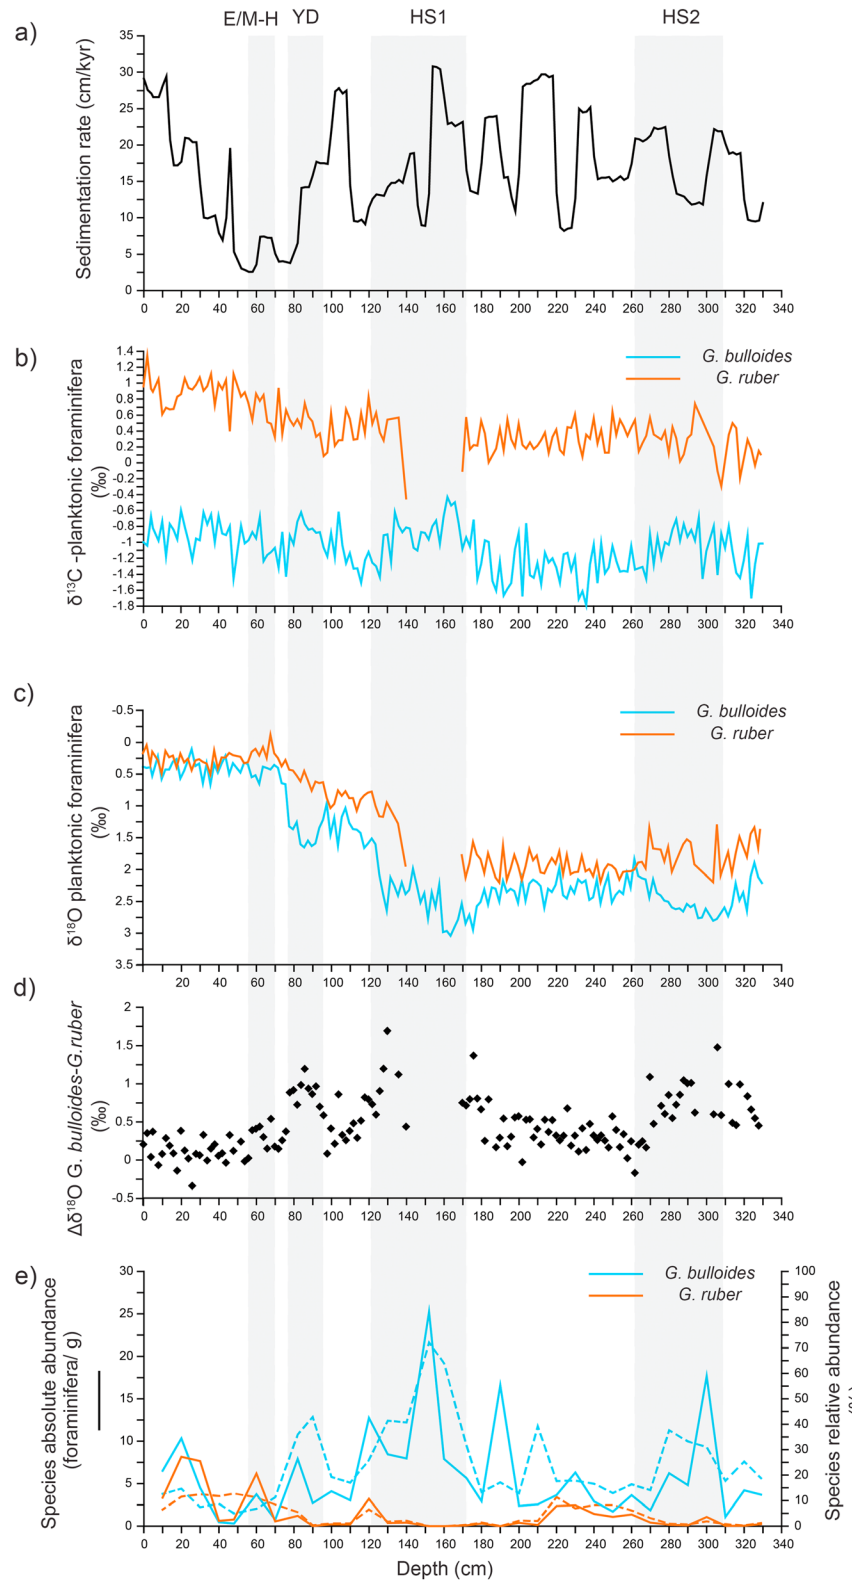 E/M-H YD HS1 HS2
a)
Sedimentation rate (cm/kyr)
35
30
25
20
15
10
5
0
0 20 40 60 80 100 120 140 160 180 200 220 240 260 280 300 320 340
b)
δ13C -planktonic foraminifera
(‰)
1.4
1.2
1
0.8
0.6
0.4
0.2
0
-0.2
-0.4
-0.6
-0.8
-1
-1.2
-1.4
-1.6
-1.8
G. bulloides
G. ruber
0 20 40 60 80 100 120 140 160 180 200 220 240 260 280 300 320 340
c)
δ18O planktonic foraminifera
(‰)
-0.5
0
0.5
1
1.5
2
2.5
3
3.5
G. bulloides
G. ruber
0 20 40 60 80 100 120 140 160 180 200 220 240 260 280 300 320 340
d)
Δδ18O G. bulloides-G.ruber
(‰)
2
1.5
1
0.5
0
-0.5
0 20 40 60 80 100 120 140 160 180 200 220 240 260 280 300 320 340
e)
Species absolute abundance
(foraminifera/ g)
30
25
20
15
10
5
0
G. bulloides
G. ruber
100
90
80
70
60
50
40
30
20
10
0
Species relative abundance
0 20 40 60 80 100 120 140 160 180 200 220 240 260 280 300 320 340
Depth (cm)